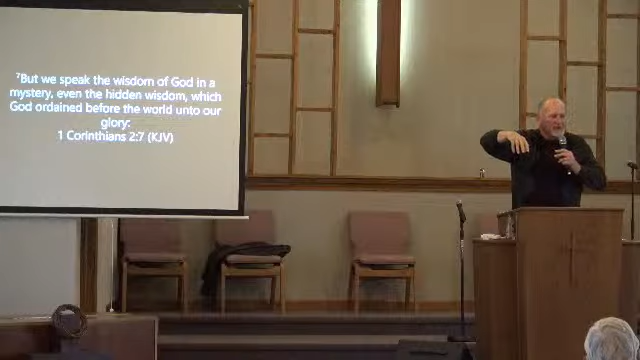 ⁷But we speak the wisdom of God in a
mystery, even the hidden wisdom, which
God ordained before the world unto our
glory:
1 Corinthians 2:7 (KJV)